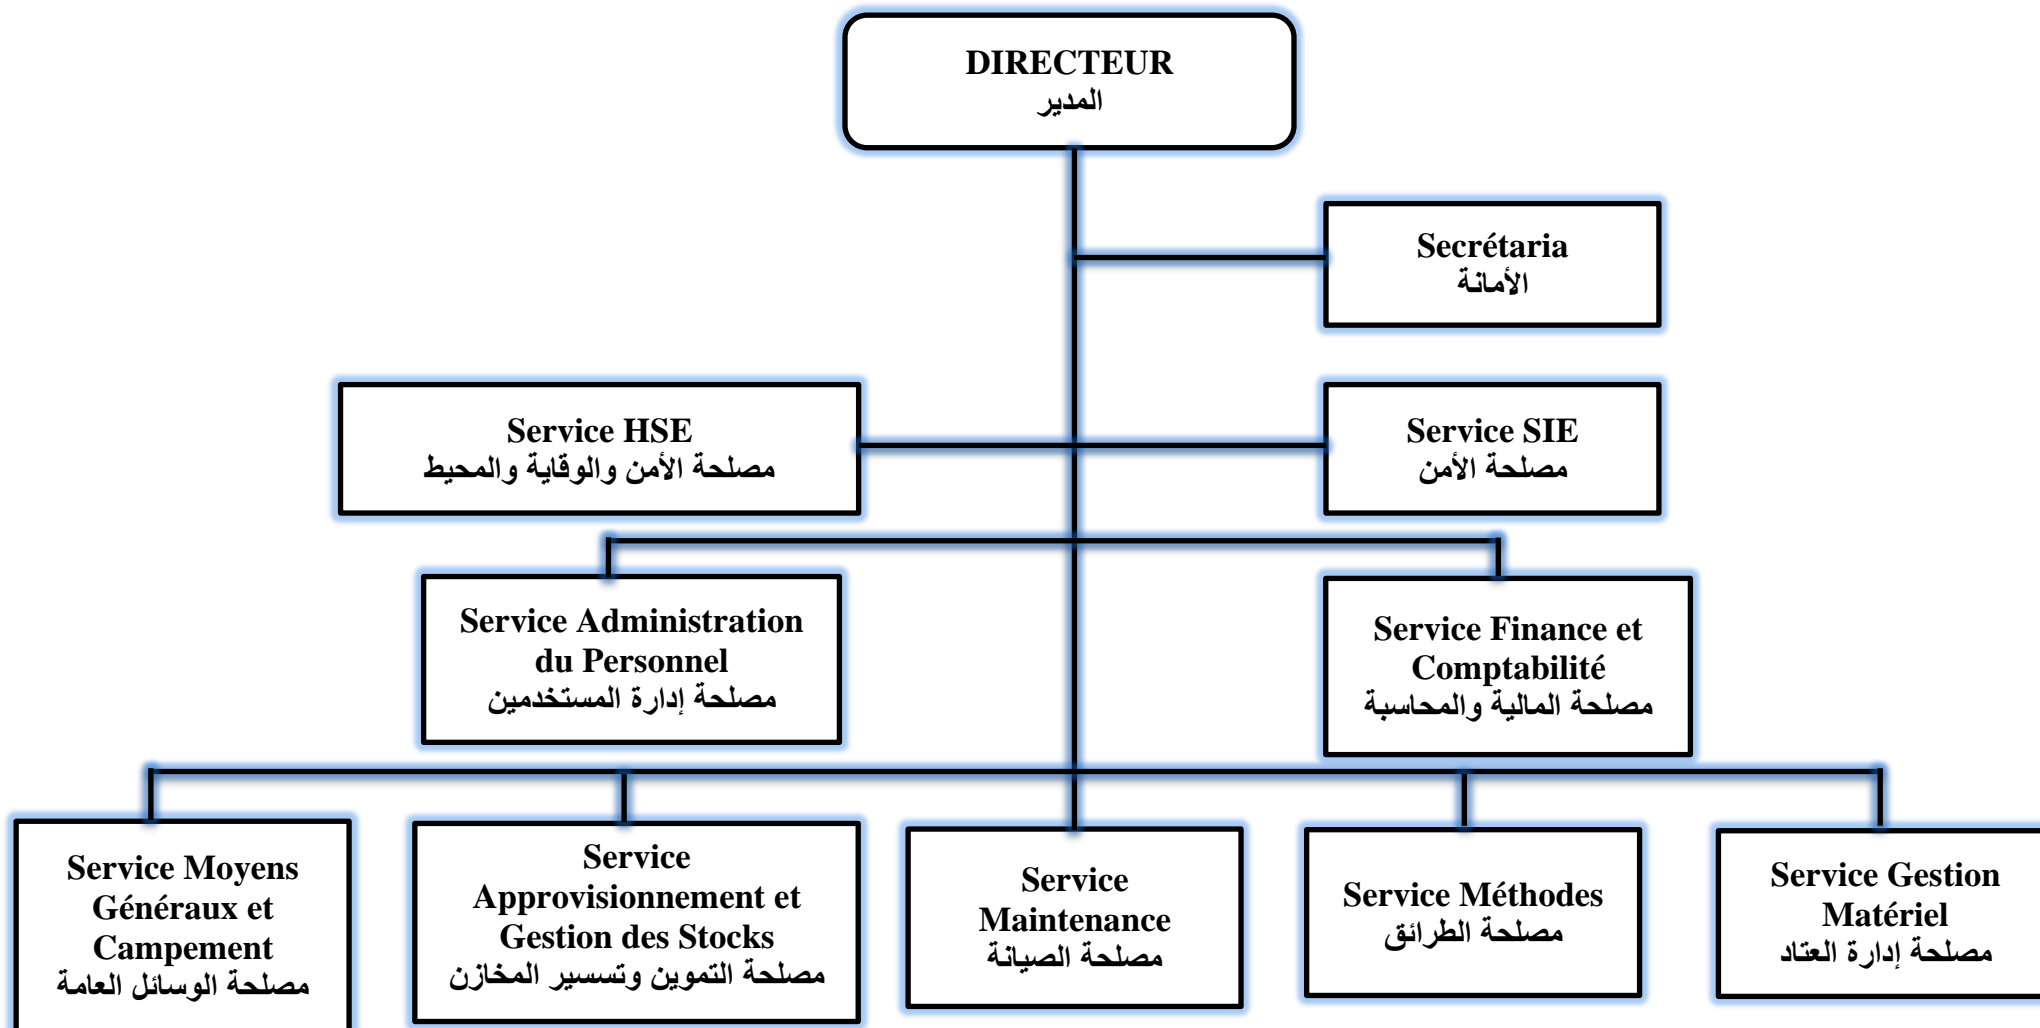 DIRECTEUR
المدير
Secrétaria
الأمانة
Service HSE
مصلحة الأمن والوقاية والمحيط
Service SIE
مصلحة الأمن
Service Administration
du Personnel
مصلحة إدارة المستخدمين
Service Finance et
Comptabilité
مصلحة المالية والمحاسبة
Service Moyens
Généraux et
Campement
مصلحة الوسائل العامة
Service
Approvisionnement et
Gestion des Stocks
مصلحة التموين وتسسير المخازن
Service
Maintenance
مصلحة الصيانة
Service Méthodes
مصلحة الطرائق
Service Gestion
Matériel
مصلحة إدارة العتاد